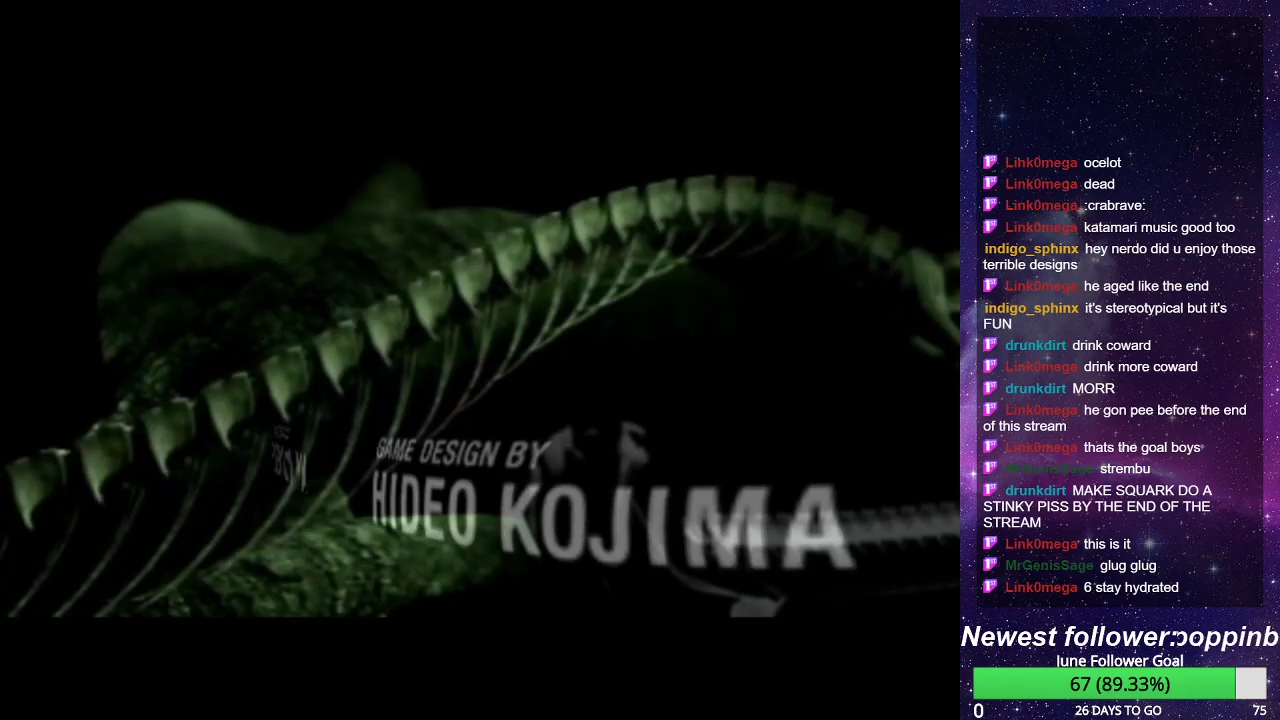 GAME DESIGN BY
HIDEO KOJIMA
Link0mega ocelot
Link0mega dead
Link0mega :crabrave:
Link0mega katamari music good too
indigo_sphinx hey nerdo did u enjoy those
terrible designs
Link0mega he aged like the end
indigo_sphinx it's stereotypical but it's
FUN
drunkdirt drink coward
Link0mega drink more coward
drunkdirt MORR
Link0mega he gon pee before the end
of this stream
Link0mega thats the goal boys
MrGenisSage strembu
drunkdirt MAKE SQUARK DO A
STINKY PISS BY THE END OF THE
STREAM
Link0mega this is it
MrGenisSage glug glug
Link0mega 6 stay hydrated
Newest follower:
June Follower Goal
67 (89.33%)
0
26 DAYS TO GO
75